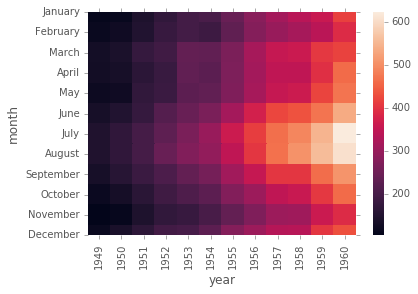 month
January
February
March
April
May
June
July
August
September
October
November
December
1949 1950 1951 1952 1953 1954 1955 1956 1957 1958 1959 1960
year
600
500
400
300
200